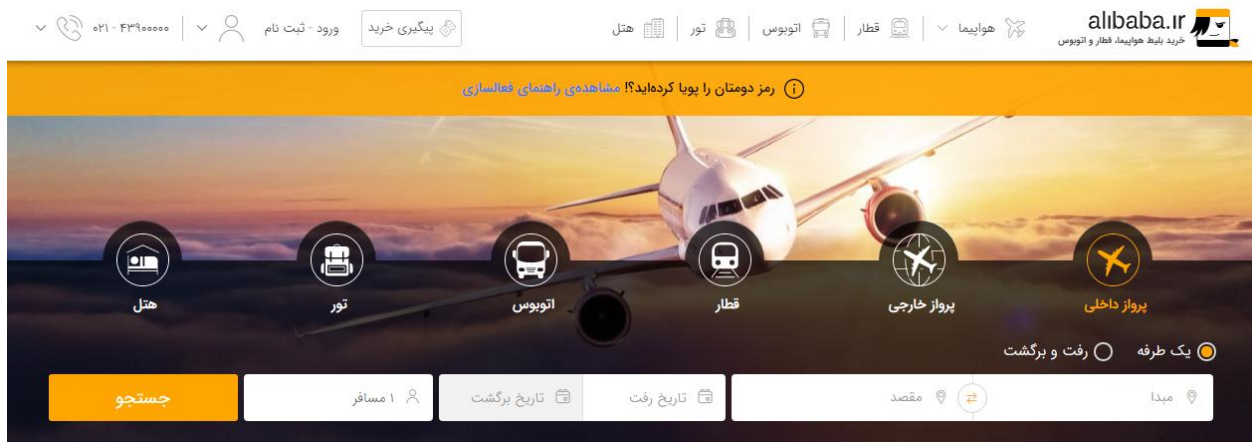 alıbaba.ır
خرید بلیط هواپیما، قطار و اتوبوس
هواپیما
قطار
اتوبوس
تور
هتل
پیگیری خرید
ورود - ثبت نام
۰۲۱ - ۴۳۹۰۰۰۰۰
رمز دومتان را پویا کرده‌اید؟! مشاهده‌ی راهنمای فعالسازی
پرواز داخلی
پرواز خارجی
قطار
اتوبوس
تور
هتل
یک طرفه
رفت و برگشت
مبدا
مقصد
تاریخ رفت
تاریخ برگشت
۱ مسافر
جستجو